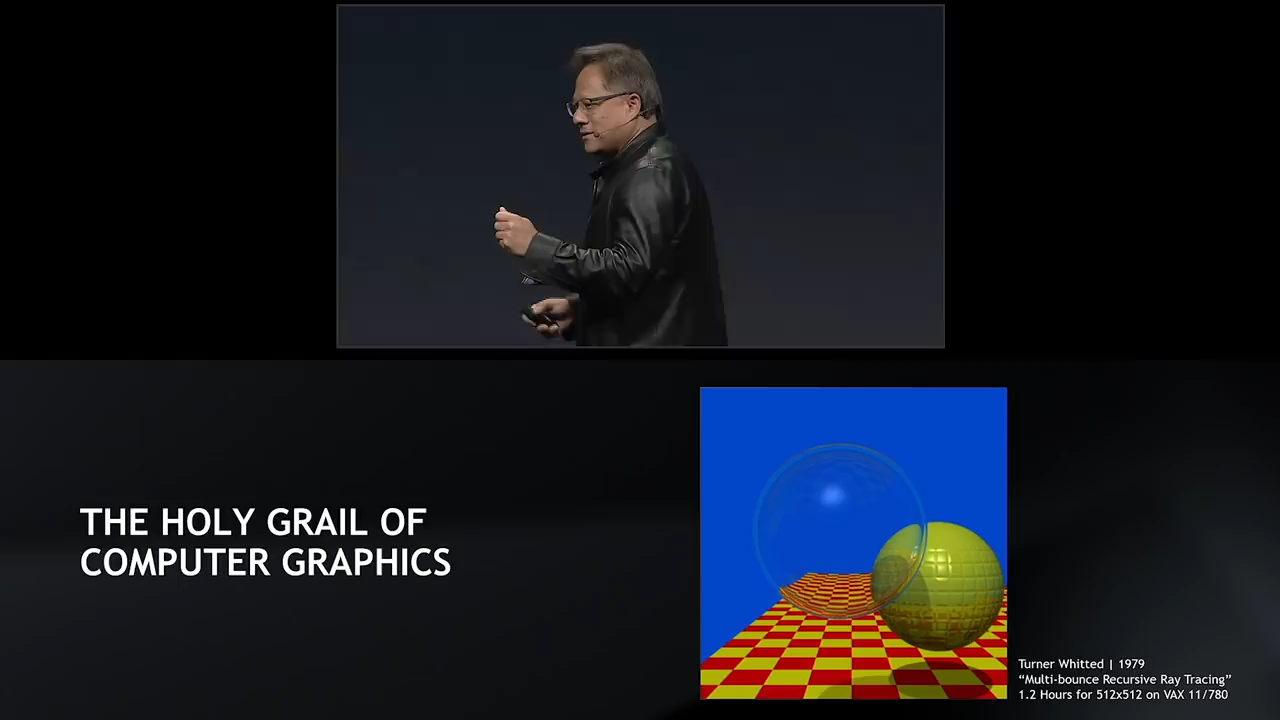 THE HOLY GRAIL OF
COMPUTER GRAPHICS
Turner Whitted | 1979
“Multi-bounce Recursive Ray Tracing”
1.2 Hours for 512x512 on VAX 11/780